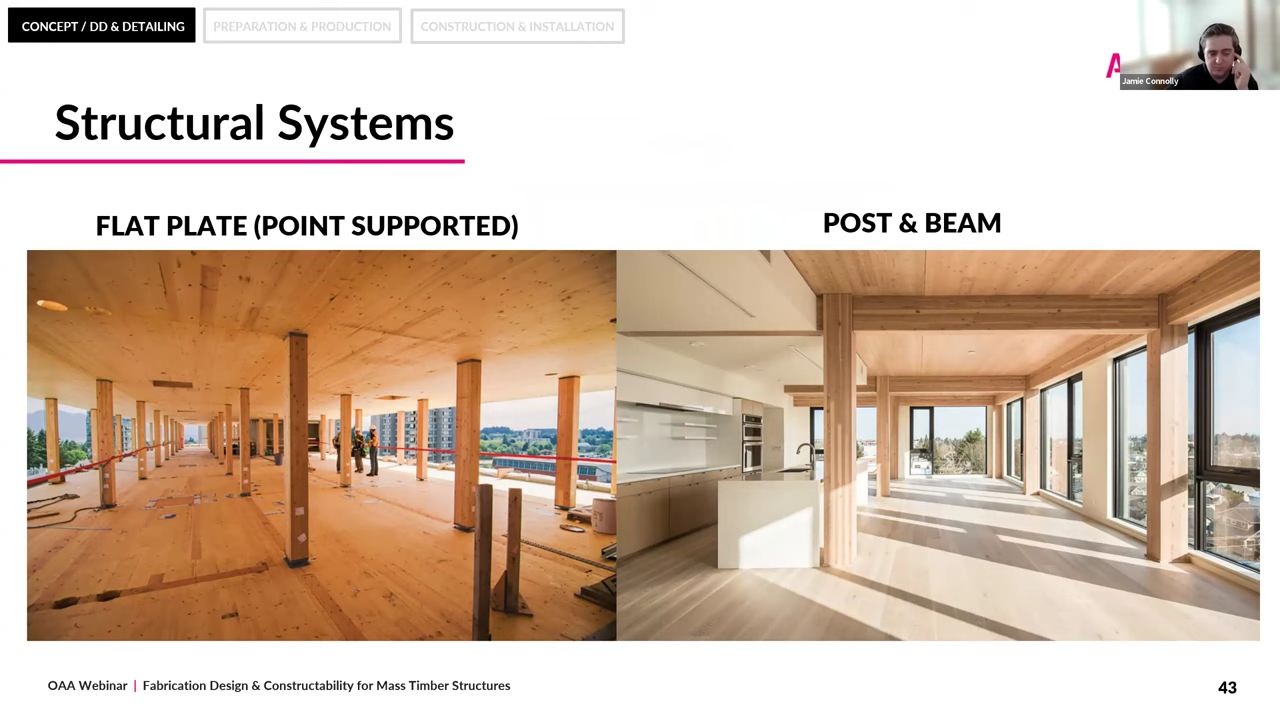 CONCEPT / DD & DETAILING
PREPARATION & PRODUCTION
CONSTRUCTION & INSTALLATION
A
Jamie Connolly
Structural Systems
FLAT PLATE (POINT SUPPORTED)
POST & BEAM
OAA Webinar | Fabrication Design & Constructability for Mass Timber Structures
43